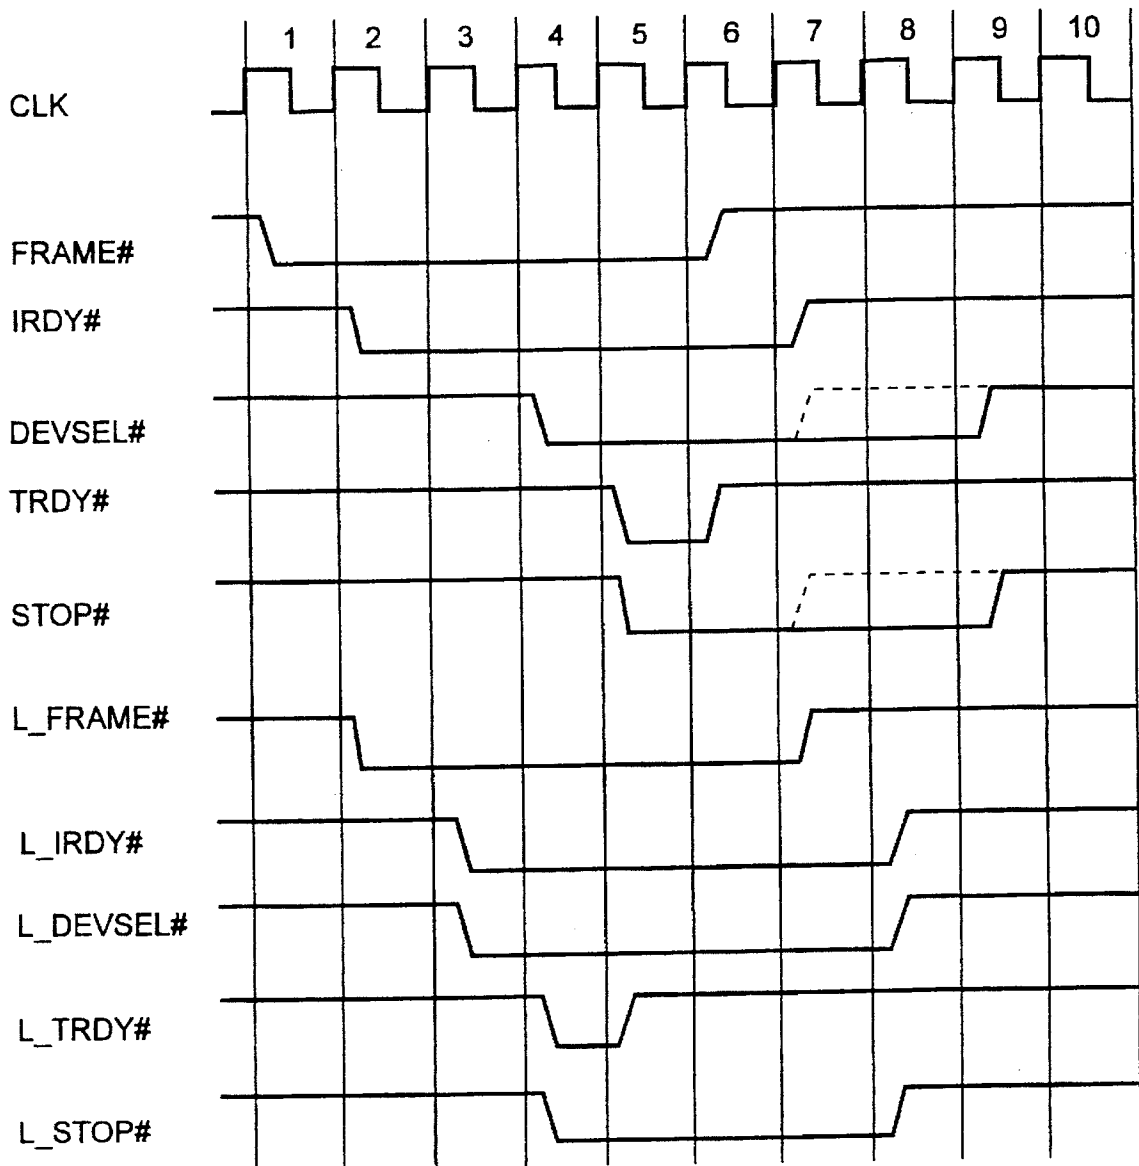 1 2 3 4 5 6 7 8 9 10
CLK
FRAME#
IRDY#
DEVSEL#
TRDY#
STOP#
L_FRAME#
L_IRDY#
L_DEVSEL#
L_TRDY#
L_STOP#